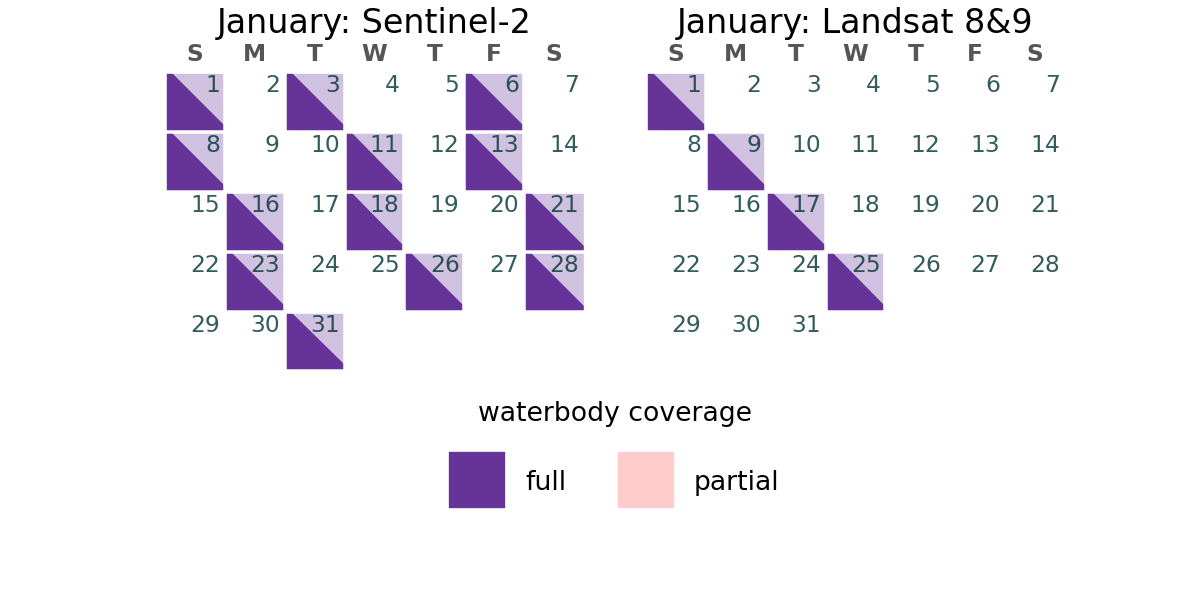 January: Sentinel-2
S M T W T F S
1 2 3 4 5 6 7
8 9 10 11 12 13 14
15 16 17 18 19 20 21
22 23 24 25 26 27 28
29 30 31
January: Landsat 8&9
S M T W T F S
1 2 3 4 5 6 7
8 9 10 11 12 13 14
15 16 17 18 19 20 21
22 23 24 25 26 27 28
29 30 31
waterbody coverage
full
partial